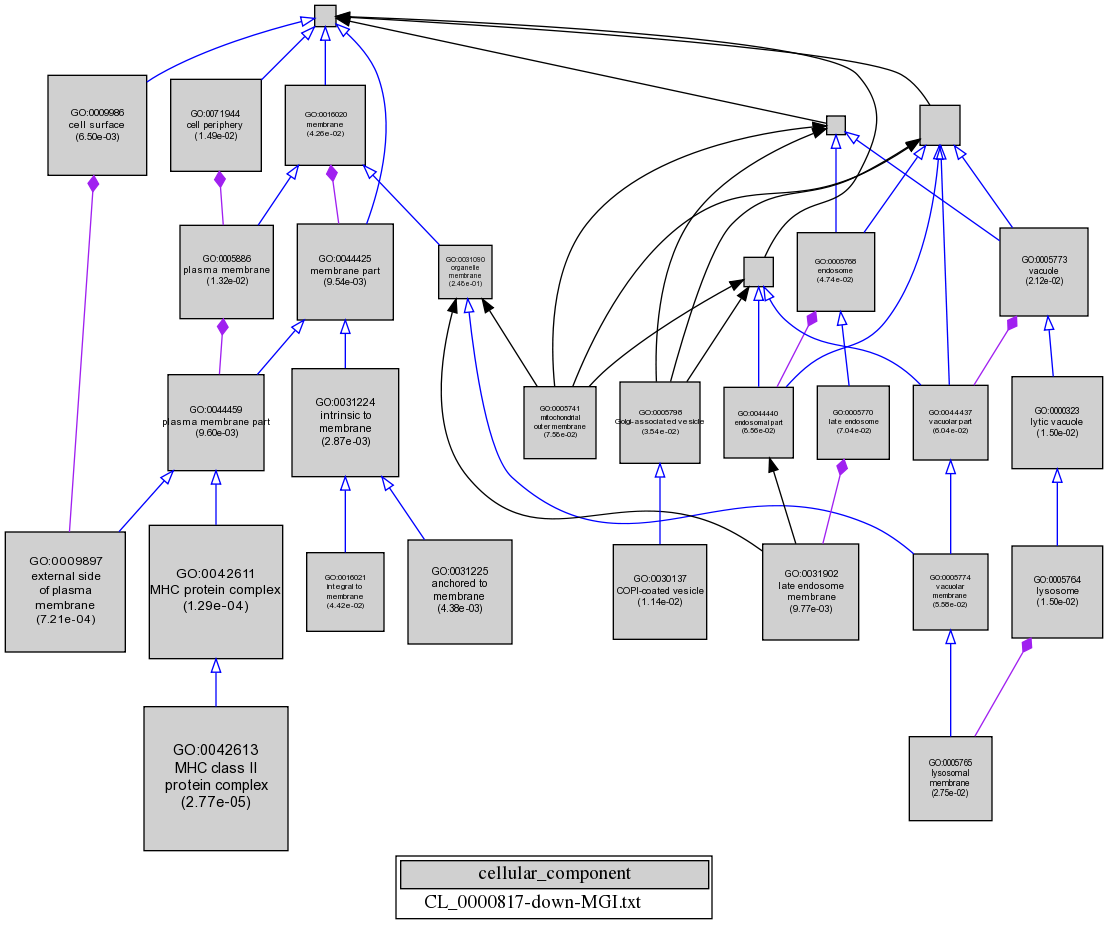 GO:0009986
cell surface
(6.50e-03)
GO:0071944
cell periphery
(1.49e-02)
GO:0016020
membrane
(4.26e-02)
GO:0005886
plasma membrane
(1.32e-02)
GO:0044425
membrane part
(9.54e-03)
GO:0031090
organelle
membrane
(2.46e-01)
GO:0005768
endosome
(4.74e-02)
GO:0005773
vacuole
(2.12e-02)
GO:0044459
plasma membrane part
(9.60e-03)
GO:0031224
intrinsic to
membrane
(2.87e-03)
GO:0005741
mitochondrial
outer membrane
(7.58e-02)
GO:0005798
Golgi-associated vesicle
(3.54e-02)
GO:0044440
endosomal part
(6.56e-02)
GO:0005770
late endosome
(7.04e-02)
GO:0044437
vacuolar part
(6.04e-02)
GO:0000323
lytic vacuole
(1.50e-02)
GO:0009897
external side
of plasma
membrane
(7.21e-04)
GO:0042611
MHC protein complex
(1.29e-04)
GO:0016021
integral to
membrane
(4.42e-02)
GO:0031225
anchored to
membrane
(4.38e-03)
GO:0030137
COPI-coated vesicle
(1.14e-02)
GO:0031902
late endosome
membrane
(9.77e-03)
GO:0005774
vacuolar
membrane
(5.58e-02)
GO:0005764
lysosome
(1.50e-02)
GO:0042613
MHC class II
protein complex
(2.77e-05)
GO:0005765
lysosomal
membrane
(2.75e-02)
cellular_component
CL_0000817-down-MGI.txt